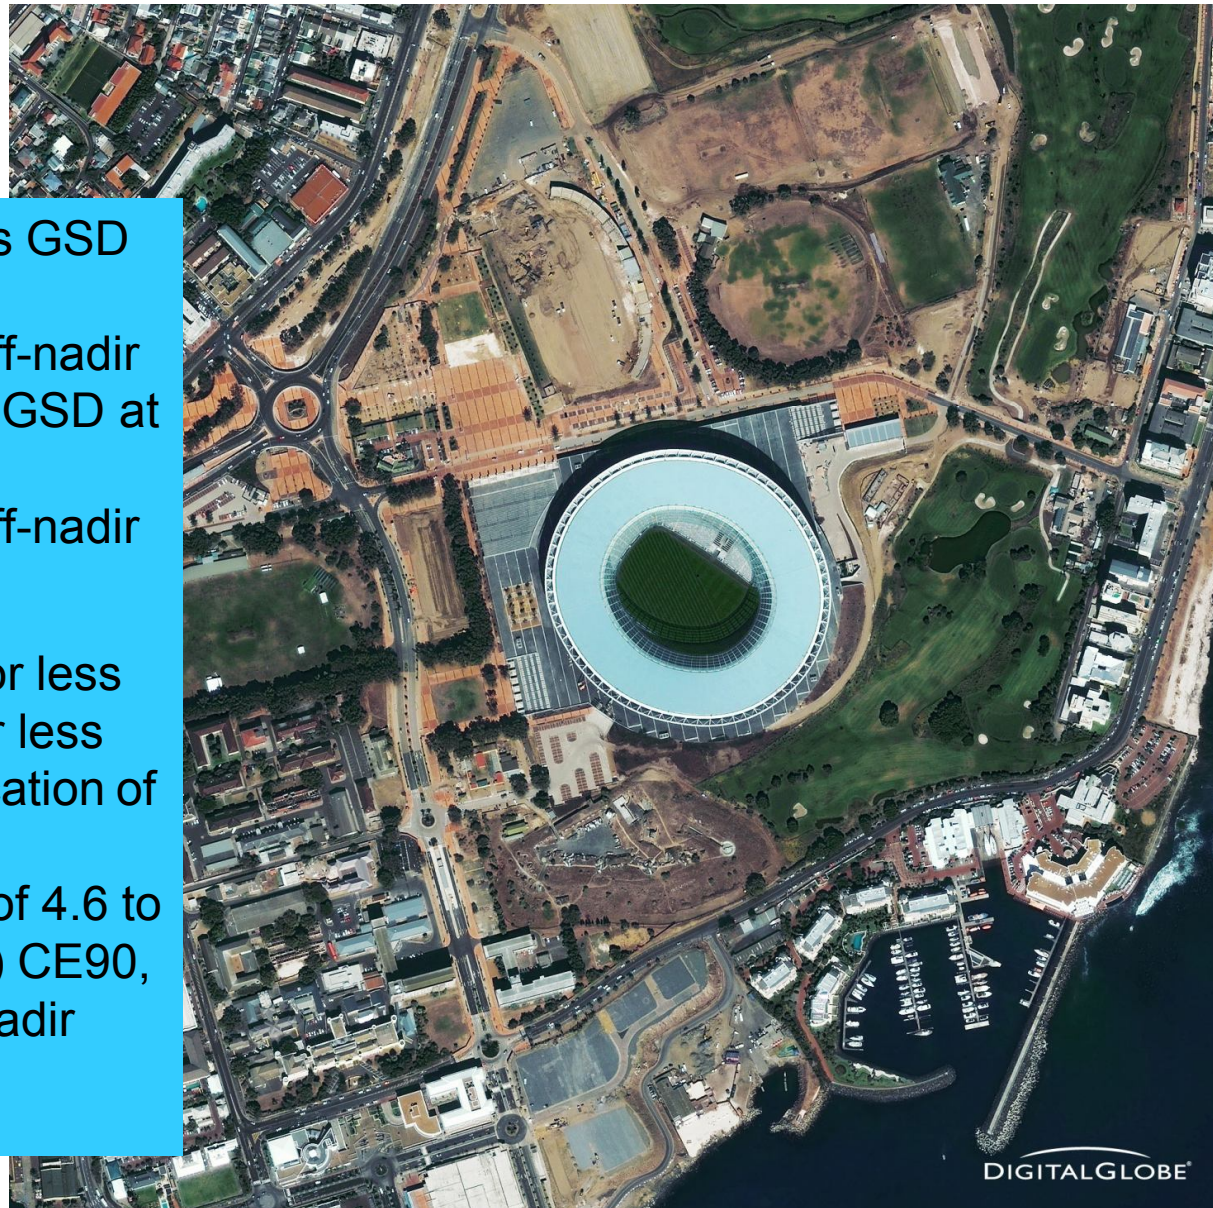 s GSD
ff-nadir
GSD at
ff-nadir
or less
r less
ation of
of 4.6 to
) CE90,
adir
DIGITALGLOBE